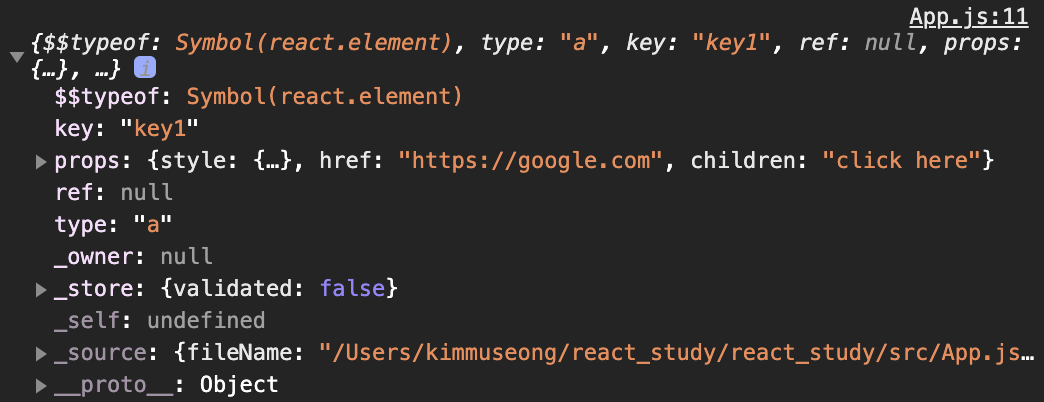 App.js:11
{$$typeof: Symbol(react.element), type: "a", key: "key1", ref: null, props:
{…}, …} i
$$typeof: Symbol(react.element)
key: "key1"
props: {style: {…}, href: "https://google.com", children: "click here"}
ref: null
type: "a"
_owner: null
_store: {validated: false}
_self: undefined
_source: {fileName: "/Users/kimmuseong/react_study/react_study/src/App.js…
__proto__: Object